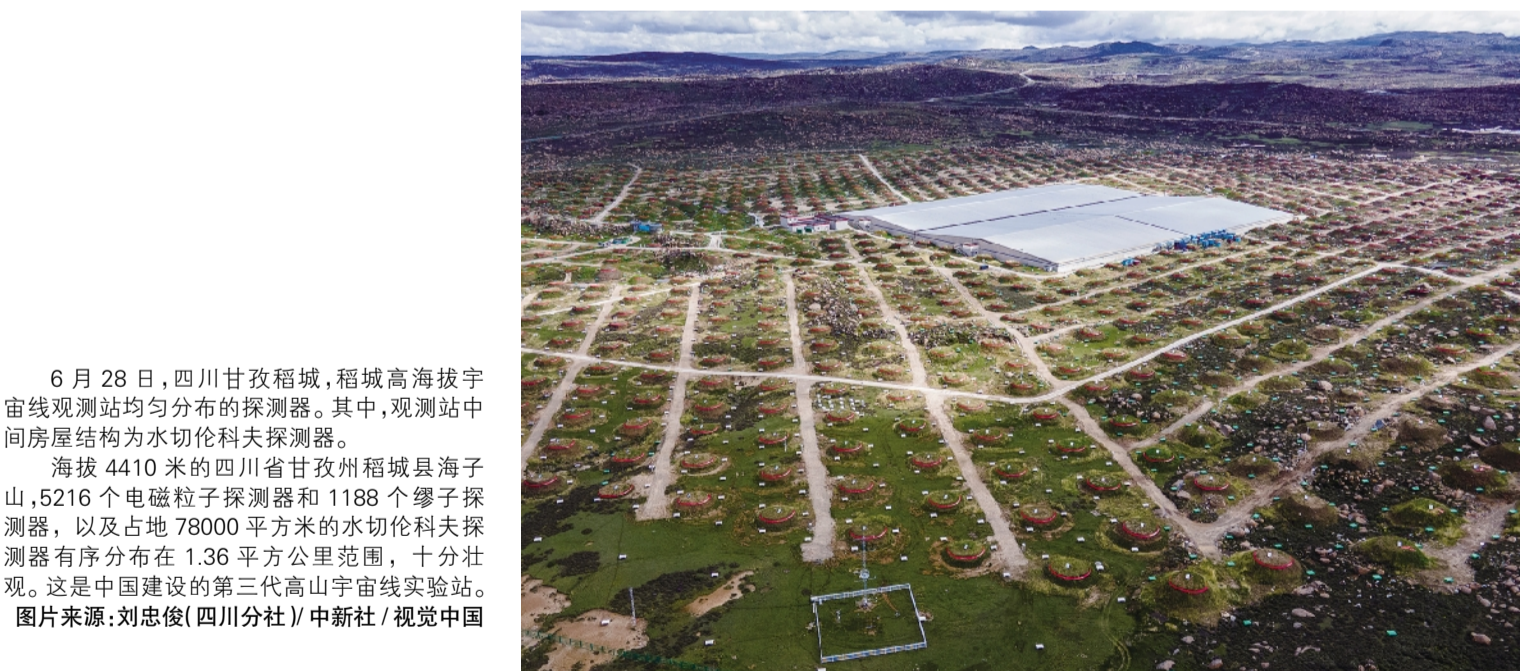 6 月 28 日,四川甘孜稻城,稻城高海拔宇
宙线观测站均匀分布的探测器。其中,观测站中
间房屋结构为水切伦科夫探测器。
海拔 4410 米的四川省甘孜州稻城县海子
山,5216 个电磁粒子探测器和 1188 个缪子探
测器，以及占地 78000 平方米的水切伦科夫探
测器有序分布在 1.36 平方公里范围，十分壮
观。这是中国建设的第三代高山宇宙线实验站。
图片来源:刘忠俊(四川分社)/ 中新社 / 视觉中国